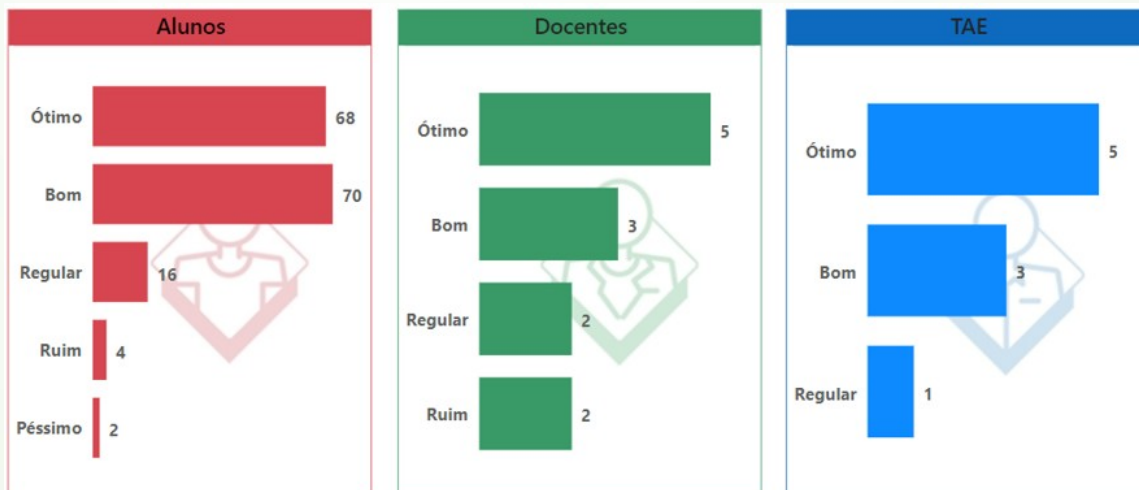 Alunos
Ótimo 68
Bom 70
Regular 16
Ruim 4
Péssimo 2
Docentes
Ótimo 5
Bom 3
Regular 2
Ruim 2
TAE
Ótimo 5
Bom 3
Regular 1